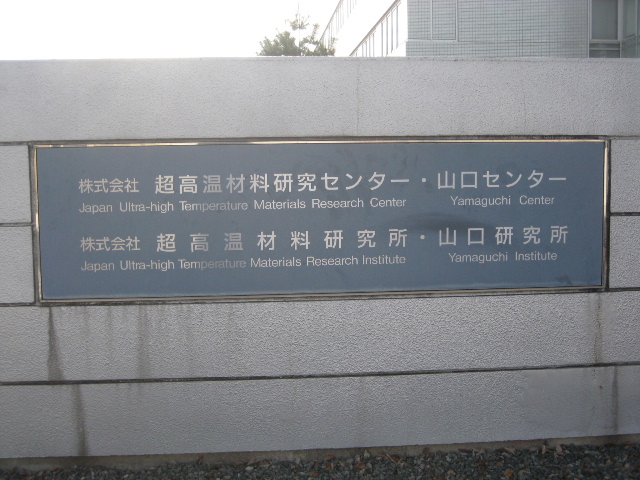 株式会社 超高温材料研究センター・山口センター
Japan Ultra-high Temperature Materials Research Center Yamaguchi Center
株式会社 超高温材料研究所・山口研究所
Japan Ultra-high Temperature Materials Research Institute Yamaguchi Institute